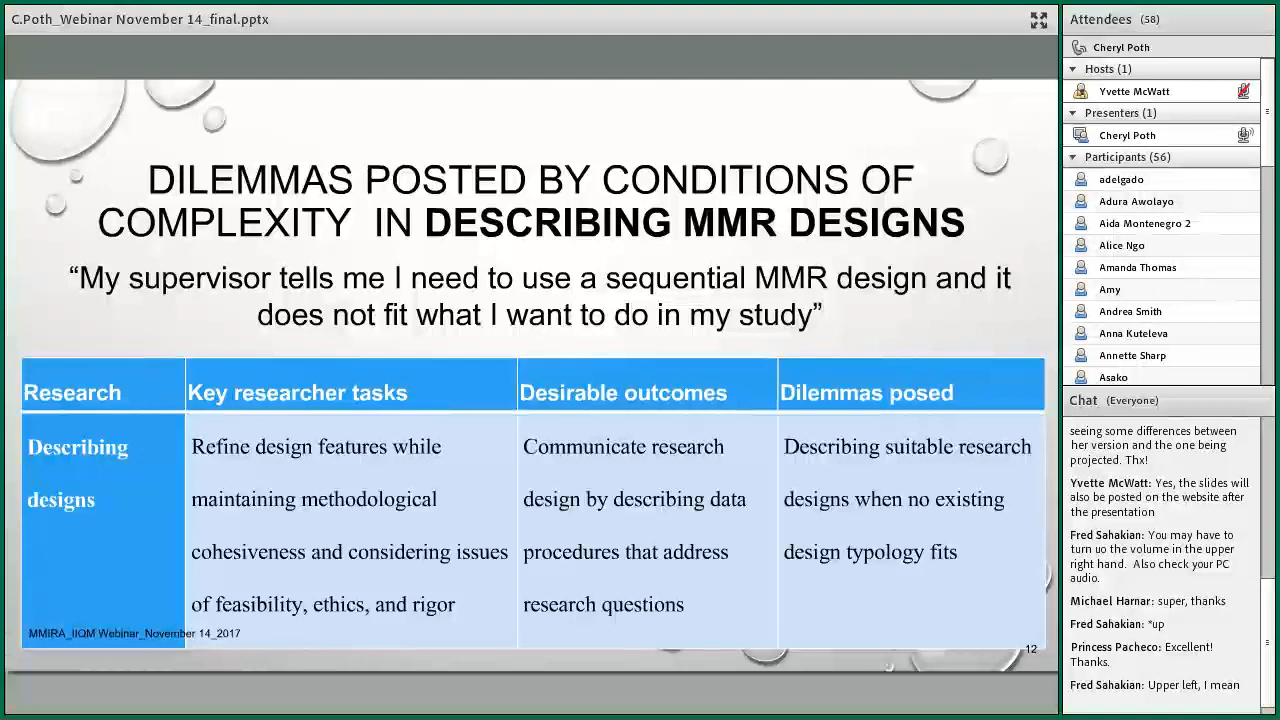 C.Poth_Webinar November 14_final.pptx
DILEMMAS POSTED BY CONDITIONS OF
COMPLEXITY IN DESCRIBING MMR DESIGNS
“My supervisor tells me I need to use a sequential MMR design and it
does not fit what I want to do in my study”
Research
Key researcher tasks
Desirable outcomes
Dilemmas posed
Describing
designs
Refine design features while
maintaining methodological
cohesiveness and considering issues
of feasibility, ethics, and rigor
Communicate research
design by describing data
procedures that address
research questions
Describing suitable research
designs when no existing
design typology fits
MMIRA_IIQM Webinar_November 14_2017
12
Attendees (58)
Cheryl Poth
Hosts (1)
Yvette McWatt
Presenters (1)
Cheryl Poth
Participants (56)
adelgado
Adura Awolayo
Aida Montenegro 2
Alice Ngo
Amanda Thomas
Amy
Andrea Smith
Anna Kuteleva
Annette Sharp
Asako
Chat (Everyone)
seeing some differences between
her version and the one being
projected. Thx!
Yvette McWatt: Yes, the slides will
also be posted on the website after
the presentation
Fred Sahakian: You may have to
turn uo the volume in the upper
right hand. Also check your PC
audio.
Michael Harnar: super, thanks
Fred Sahakian: *up
Princess Pacheco: Excellent!
Thanks.
Fred Sahakian: Upper left, I mean